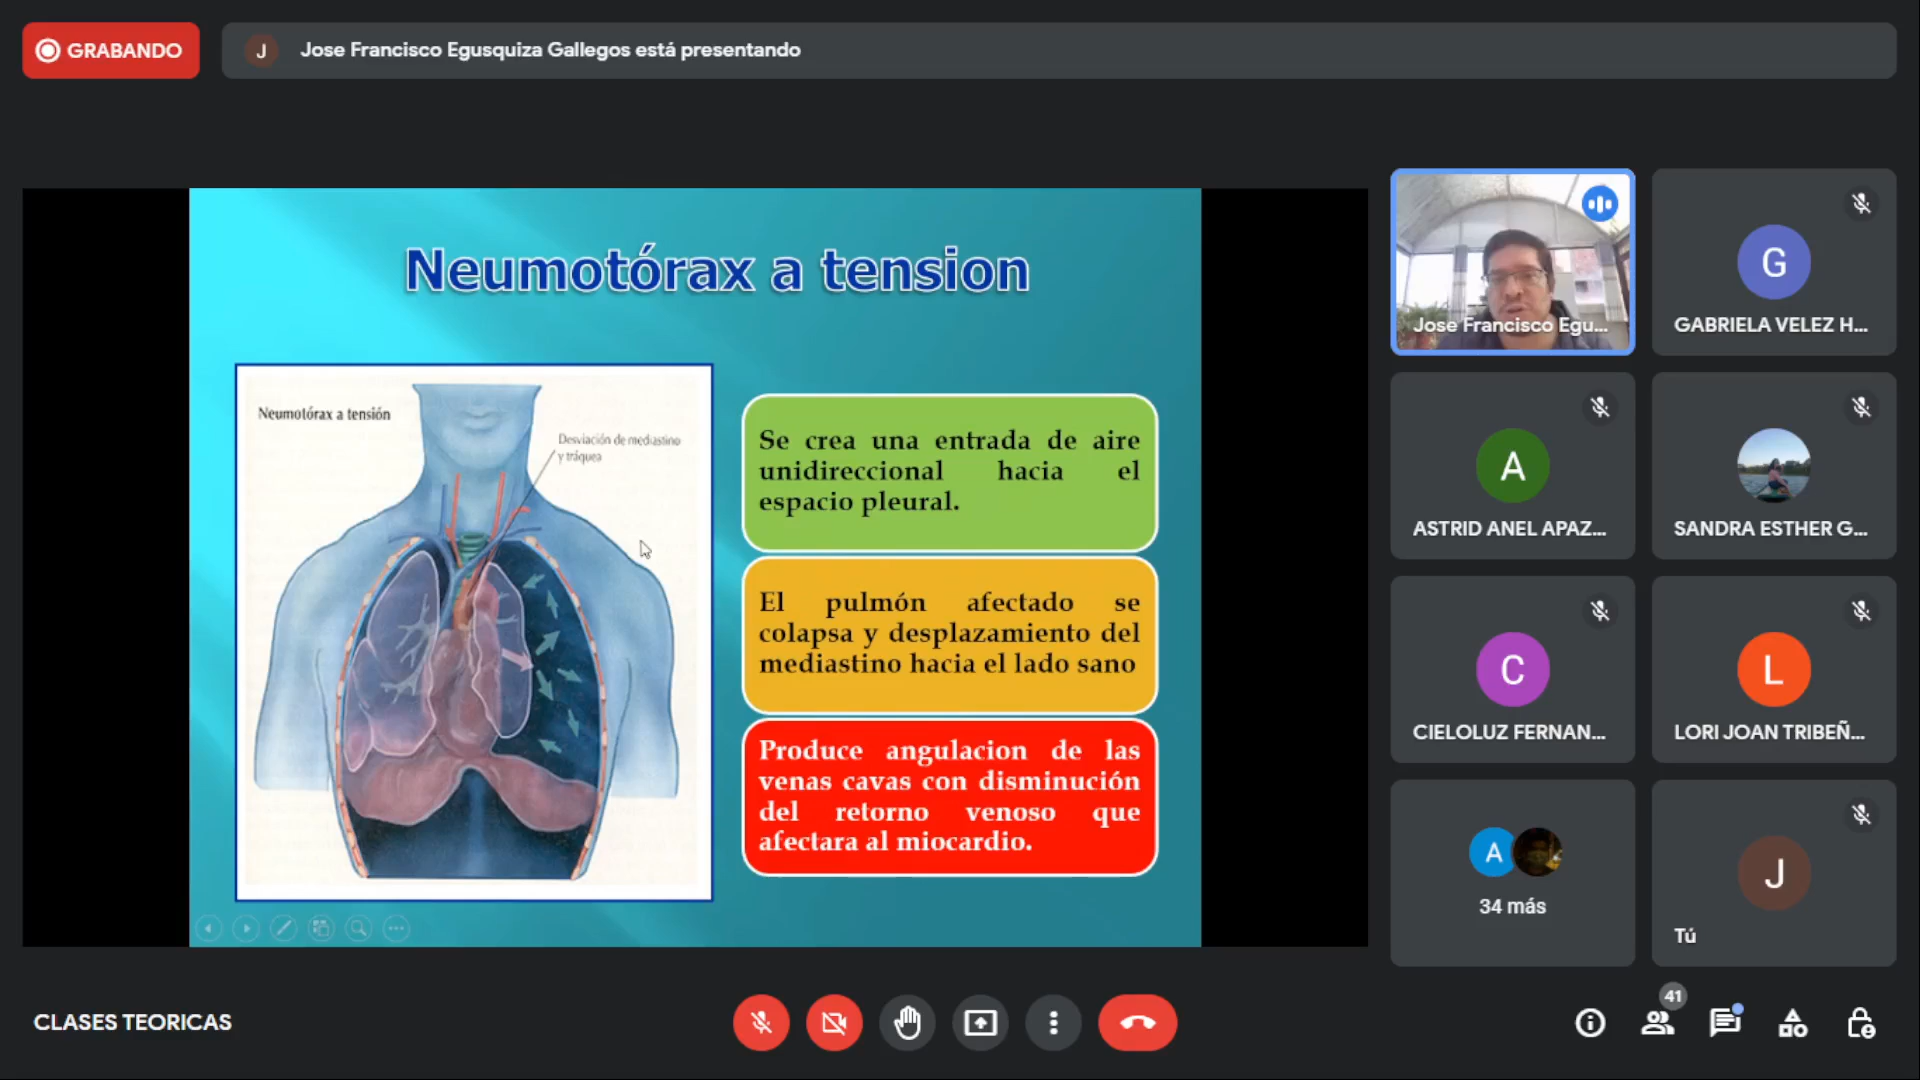 GRABANDO
J
Jose Francisco Egusquiza Gallegos está presentando
Neumotórax a tension
Neumotórax a tensión
Desviación de mediastino
y tráquea
Se crea una entrada de aire
unidireccional hacia el
espacio pleural.
El pulmón afectado se
colapsa y desplazamiento del
mediastino hacia el lado sano
Produce angulacion de las
venas cavas con disminución
del retorno venoso que
afectara al miocardio.
Jose Francisco Egu...
G
GABRIELA VELEZ H...
A
ASTRID ANEL APAZ...
SANDRA ESTHER G...
C
CIELOLUZ FERNAN...
L
LORI JOAN TRIBEÑ...
A
34 más
J
Tú
CLASES TEORICAS
41